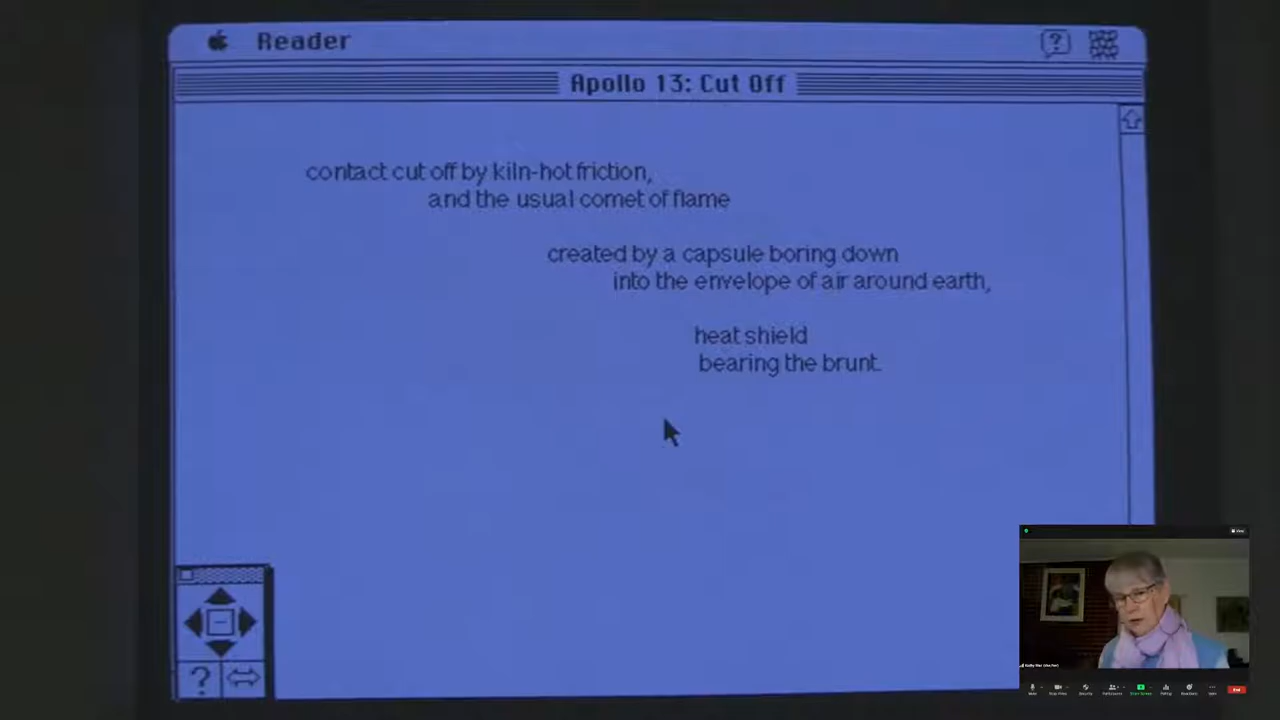 Reader
Apollo 13: Cut Off
contact cut off by kiln-hot friction,
and the usual comet of flame
created by a capsule boring down
into the envelope of air around earth,
heat shield
bearing the brunt.
?
?